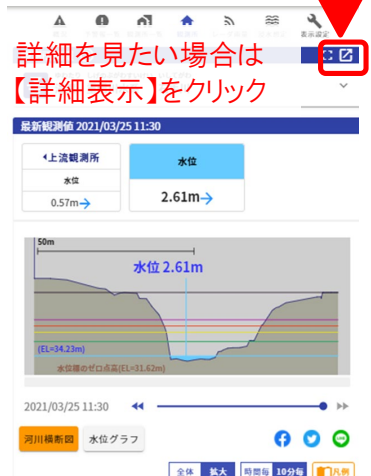 表示設定
詳細を見たい場合は
【詳細表示】をクリック
最新観測値 2021/03/25 11:30
上流観測所
水位
0.57m→
水位
2.61m→
50m
水位 2.61m
(EL=34.23m)
水位標のゼロ点高(EL=31.62m)
2021/03/25 11:30
河川横断図
水位グラフ
全体 拡大 時間毎 10分毎 凡例